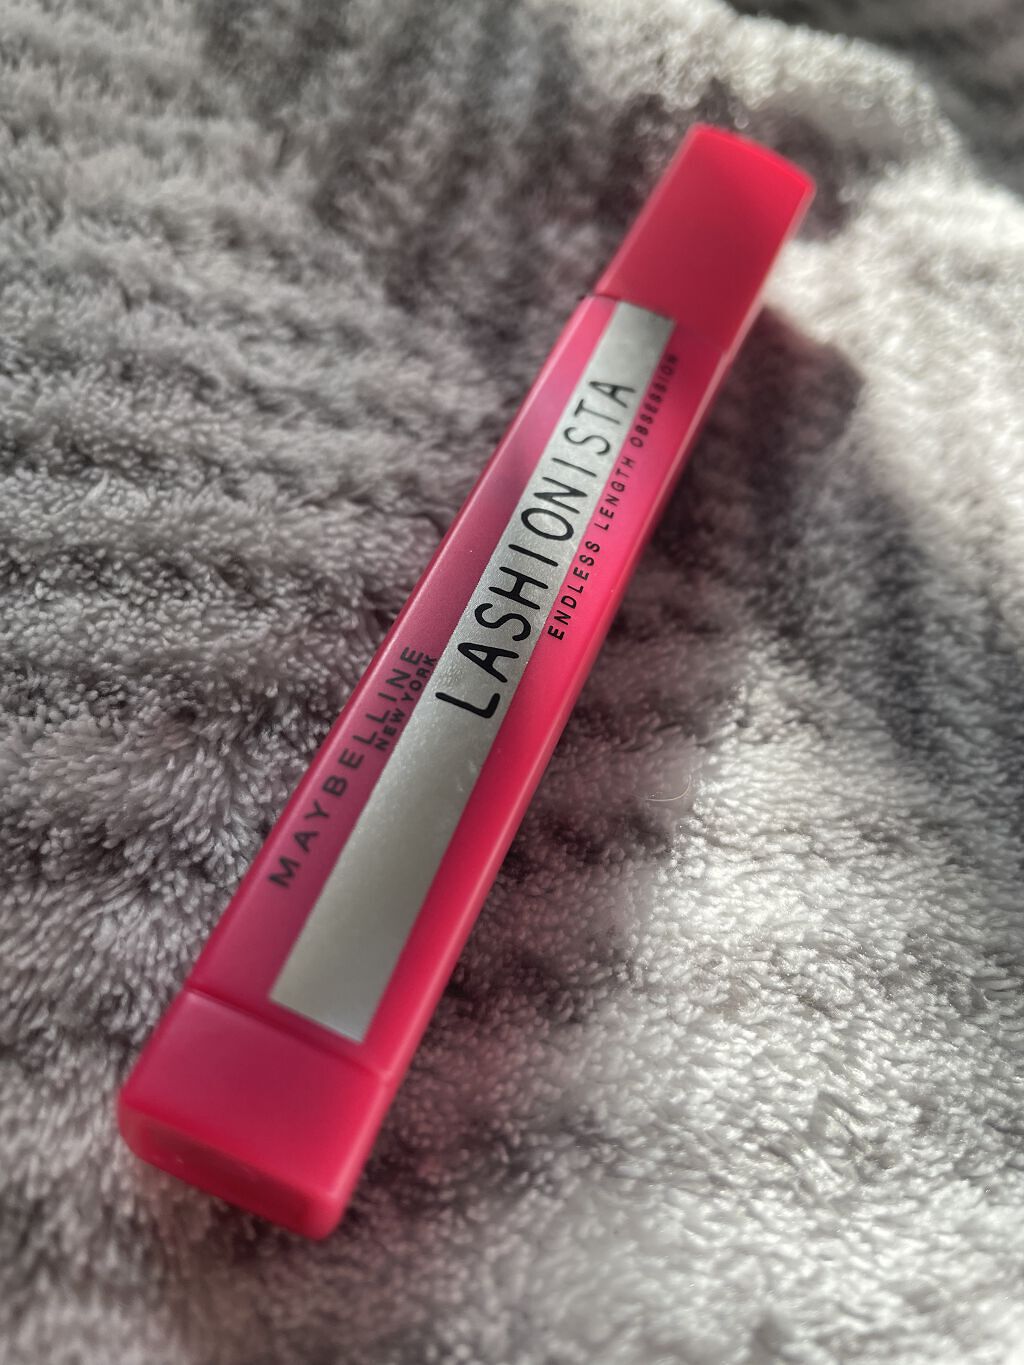 MAYBELLINE
NEW YORK
LASHIONISTA
ENDLESS LENGTH OBSESSION